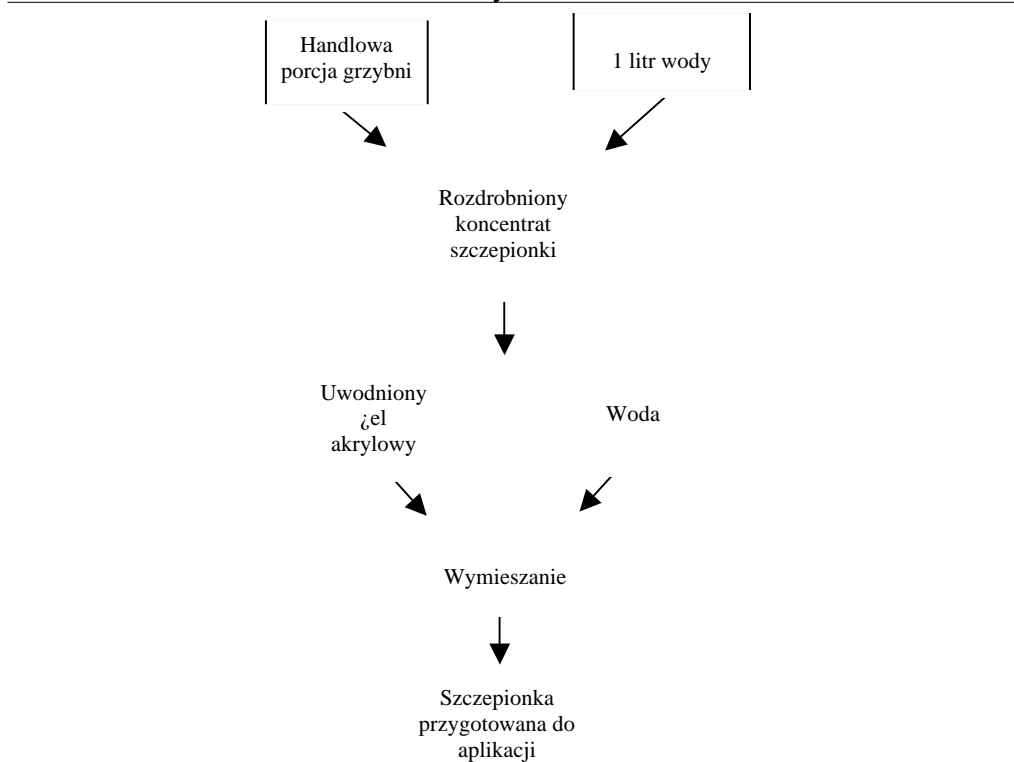 Handlowa
porcja grzybni
1 litr wody
Rozdrobniony
koncentrat
szczepionki
Uwodniony
¿el
akrylowy
Woda
Wymieszanie
Szczepionka
przygotowana do
aplikacji